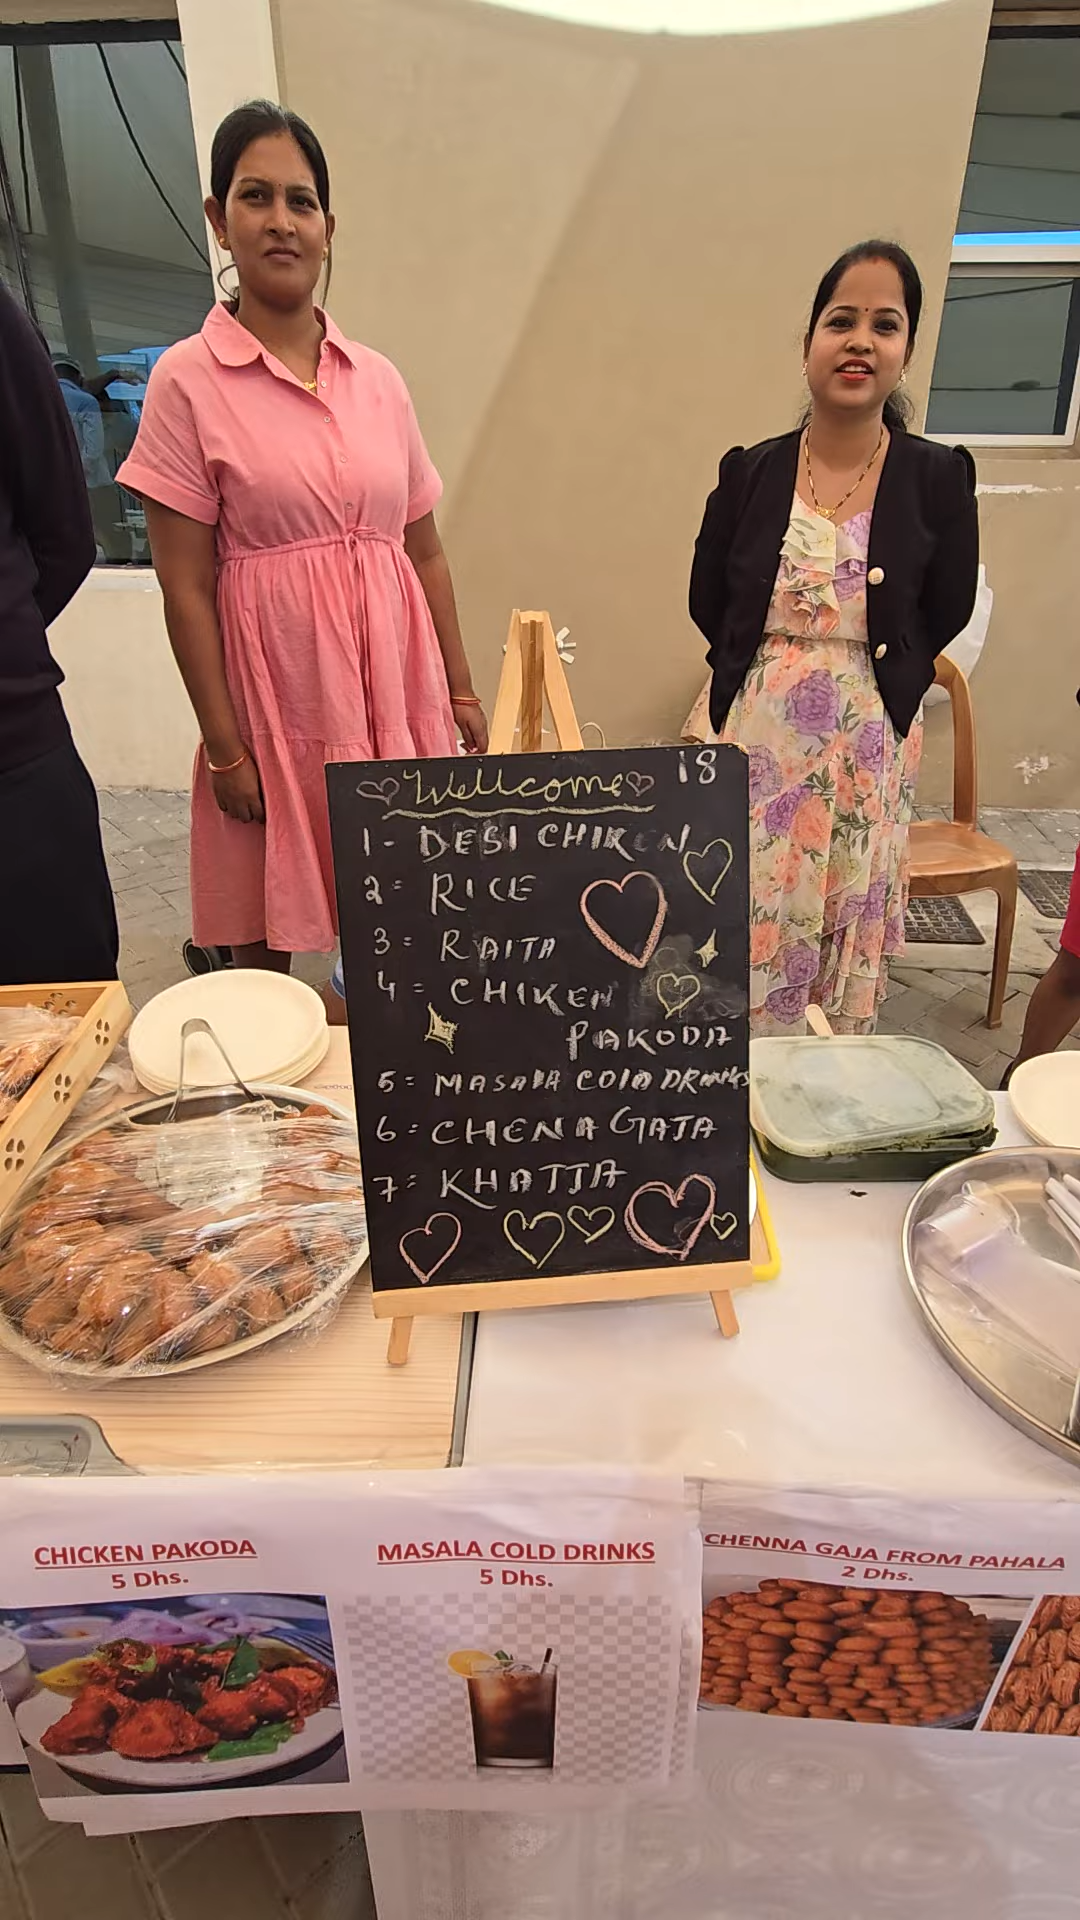 Wellcome 18
1- DESI CHIKEN
2= RICE
3= RAITA
4= CHIKEN
PAKODA
5= MASALA COLD DRINKS
6= CHENA GAJA
7= KHATTA
CHICKEN PAKODA
5 Dhs.
MASALA COLD DRINKS
5 Dhs.
CHENNA GAJA FROM PAHALA
2 Dhs.